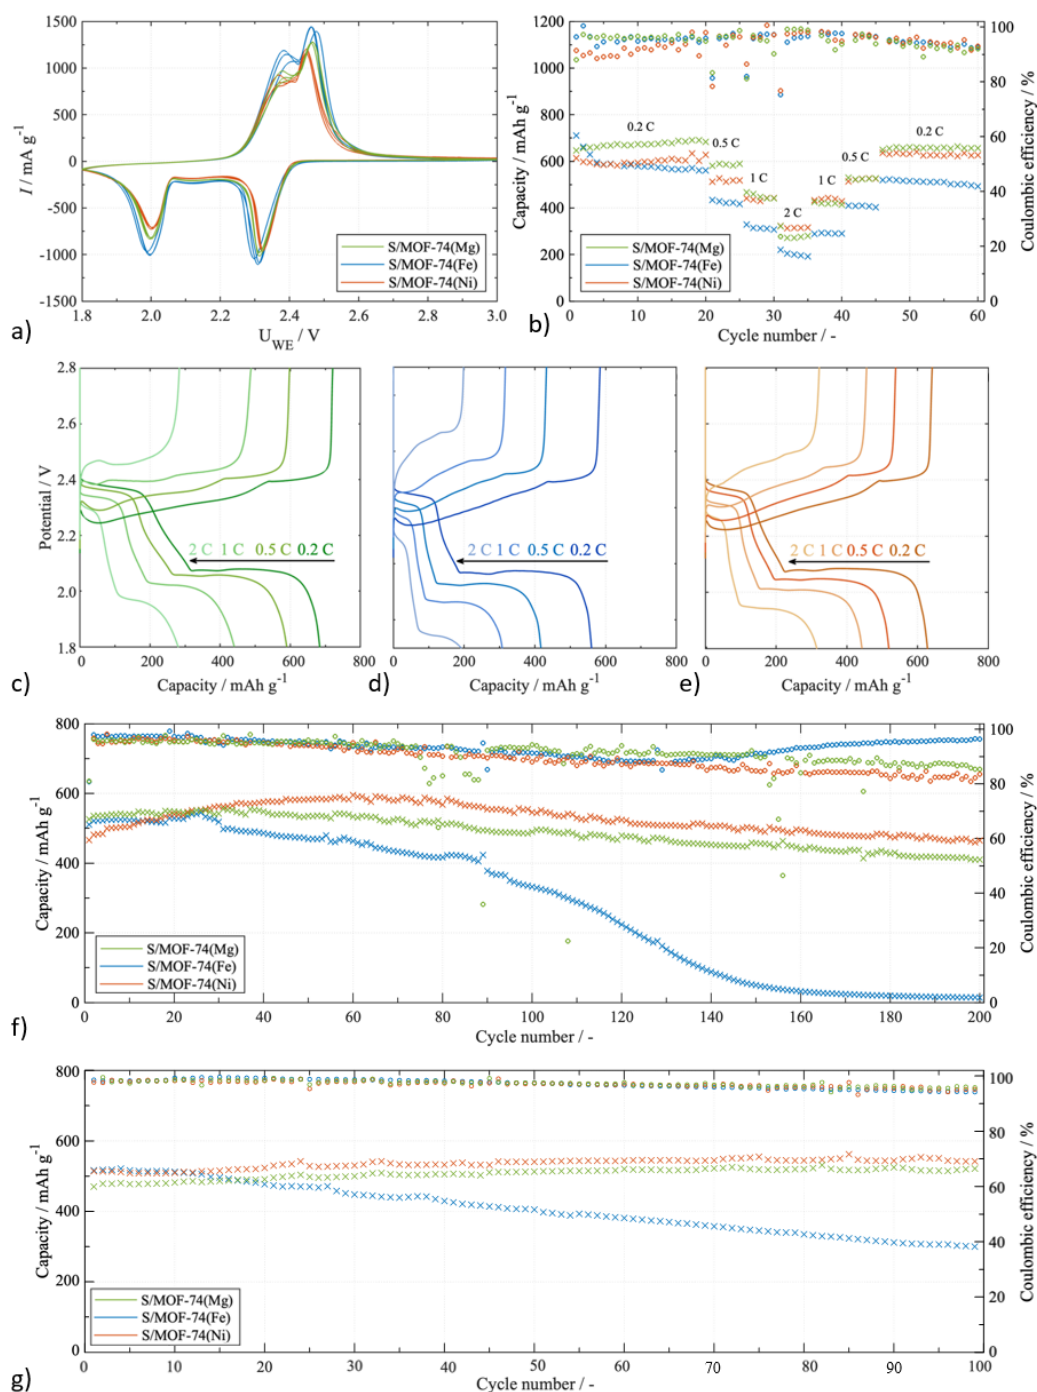 1500
1000
500
0
-500
-1000
-1500
I / mA g-1
S/MOF-74(Mg)
S/MOF-74(Fe)
S/MOF-74(Ni)
1.8 2.0 2.2 2.4 2.6 2.8 3.0
UWE / V
a)
1200
1000
800
600
400
200
0
Capacity / mAh g-1
0.2 C
0.5 C
1 C
2 C
1 C
0.5 C
0.2 C
S/MOF-74(Mg)
S/MOF-74(Fe)
S/MOF-74(Ni)
100
80
60
40
20
0
Coulombic efficiency / %
0 10 20 30 40 50 60
Cycle number / -
b)
2.8
2.6
2.4
2.2
2.0
1.8
Potential / V
2 C 1 C 0.5 C 0.2 C
0 200 400 600 800
Capacity / mAh g-1
c)
2 C 1 C 0.5 C 0.2 C
0 200 400 600 800
Capacity / mAh g-1
d)
2 C 1 C 0.5 C 0.2 C
0 200 400 600 800
Capacity / mAh g-1
e)
800
600
400
200
0
Capacity / mAh g-1
S/MOF-74(Mg)
S/MOF-74(Fe)
S/MOF-74(Ni)
100
80
60
40
20
0
Coulombic efficiency / %
0 20 40 60 80 100 120 140 160 180 200
Cycle number / -
f)
800
600
400
200
0
Capacity / mAh g-1
S/MOF-74(Mg)
S/MOF-74(Fe)
S/MOF-74(Ni)
100
80
60
40
20
0
Coulombic efficiency / %
0 10 20 30 40 50 60 70 80 90 100
Cycle number / -
g)